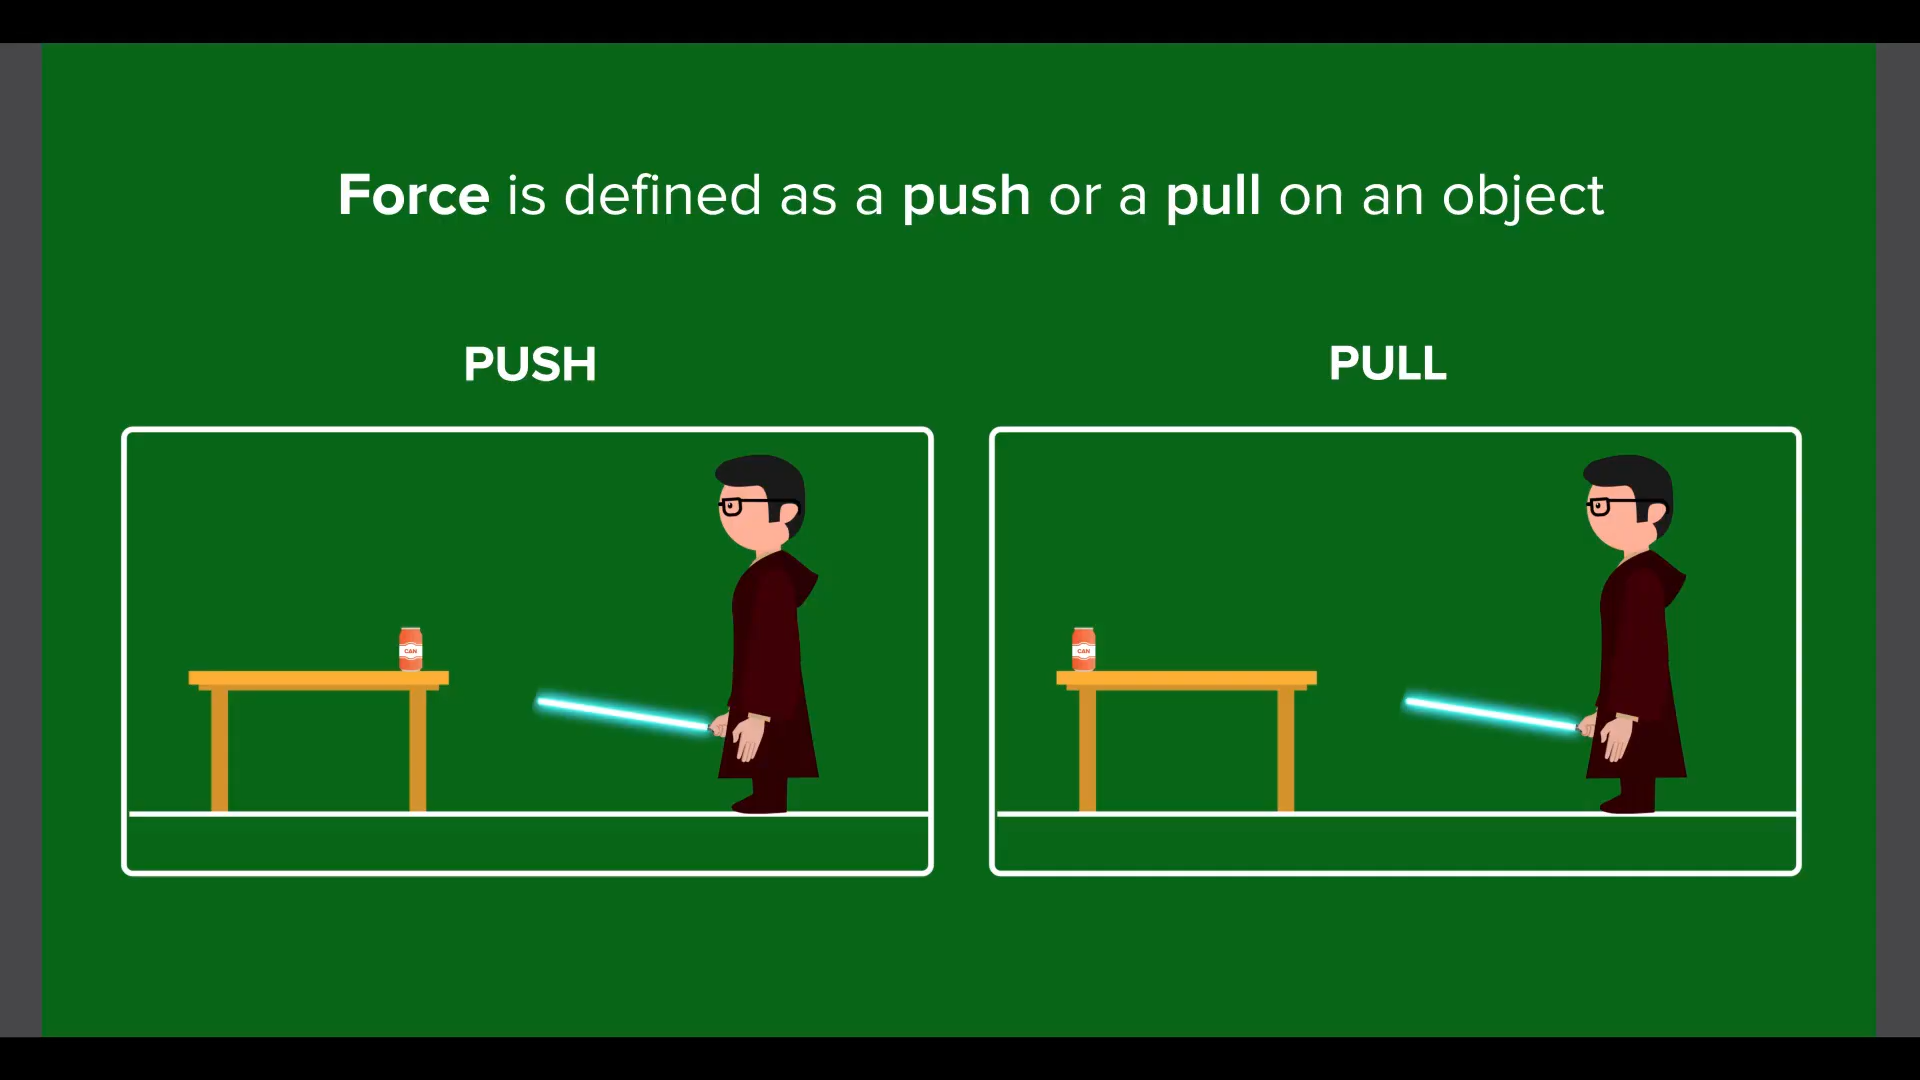 Force is defined as a push or a pull on an object
PUSH
PULL
CAN
CAN